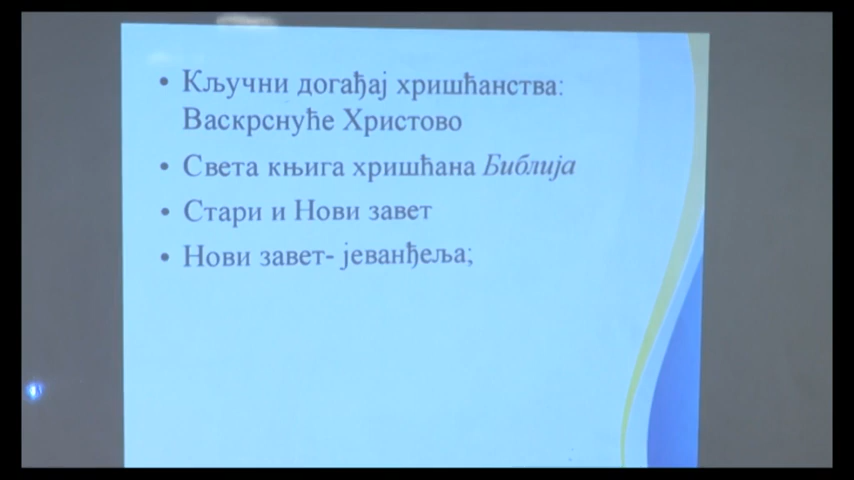 • Кључни догађај хришћанства:
Васкрснуће Христово
• Света књига хришћана Библија
• Стари и Нови завет
• Нови завет- јеванђеља;